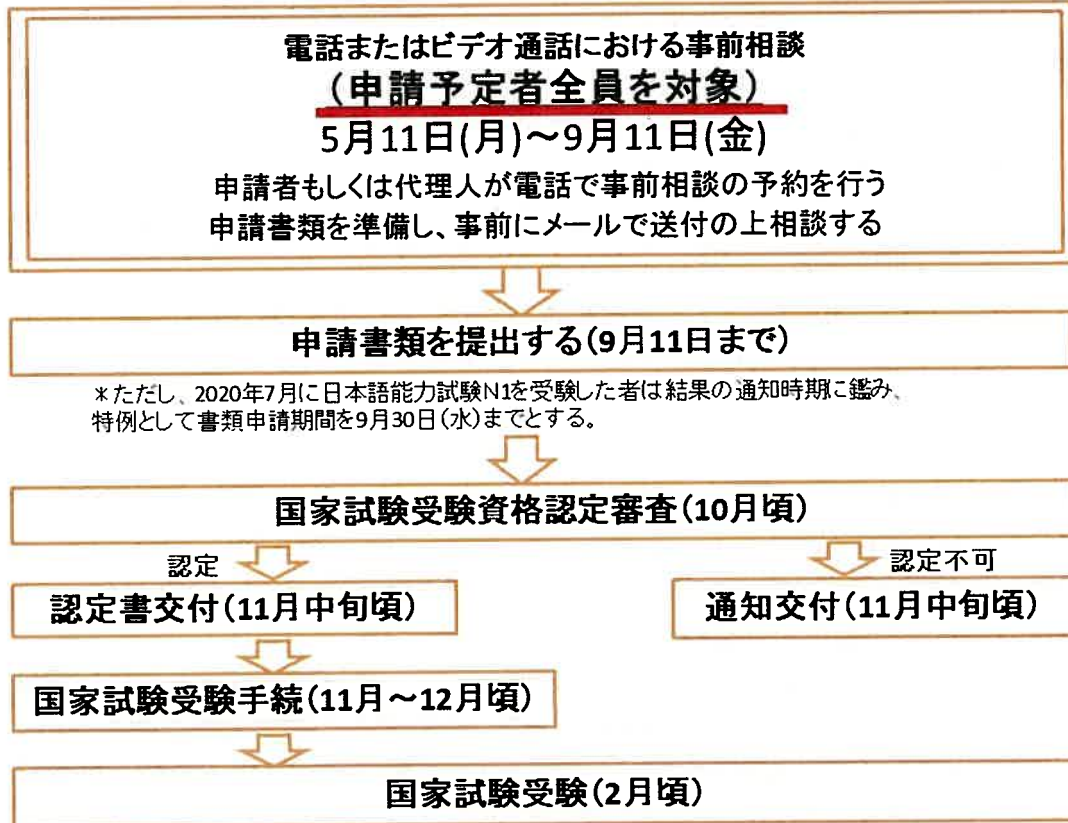 電話またはビデオ通話における事前相談
(申請予定者全員を対象)
5月11日(月)～9月11日(金)
申請者もしくは代理人が電話で事前相談の予約を行う
申請書類を準備し、事前にメールで送付の上相談する
申請書類を提出する(9月11日まで)
*ただし、2020年7月に日本語能力試験N1を受験した者は結果の通知時期に鑑み、
特例として書類申請期間を9月30日(水)までとする。
国家試験受験資格認定審査(10月頃)
認定
認定不可
認定書交付(11月中旬頃)
通知交付(11月中旬頃)
国家試験受験手続(11月～12月頃)
国家試験受験(2月頃)